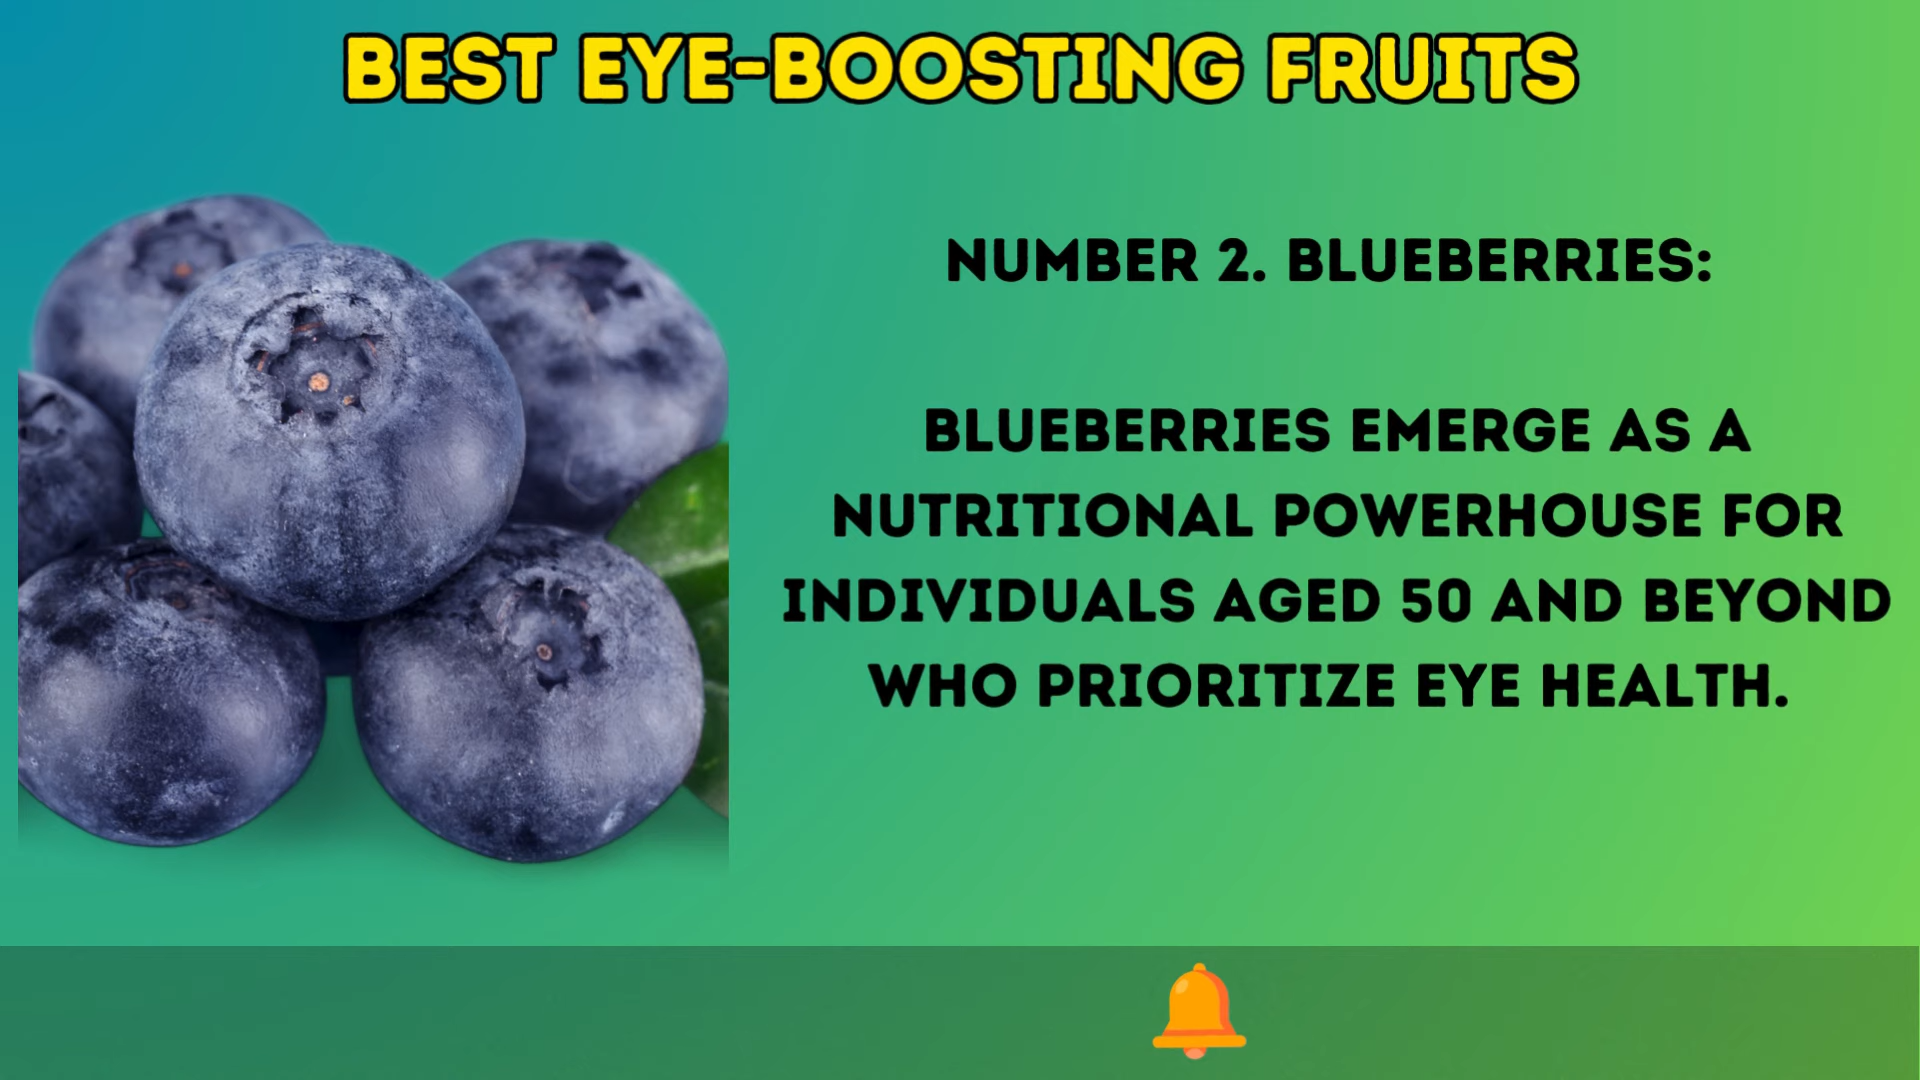 BEST EYE-BOOSTING FRUITS
NUMBER 2. BLUEBERRIES:
BLUEBERRIES EMERGE AS A
NUTRITIONAL POWERHOUSE FOR
INDIVIDUALS AGED 50 AND BEYOND
WHO PRIORITIZE EYE HEALTH.